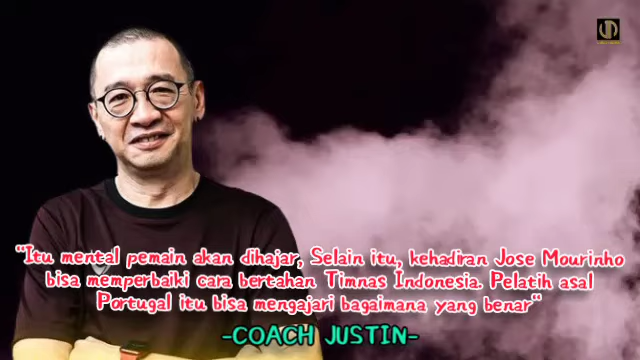 "Itu mental pemain akan dihajar, Selain itu, kehadiran Jose Mourinho
bisa memperbaiki cara bertahan Timnas Indonesia. Pelatih asal
Portugal itu bisa mengajari bagaimana yang benar"
-COACH JUSTIN-